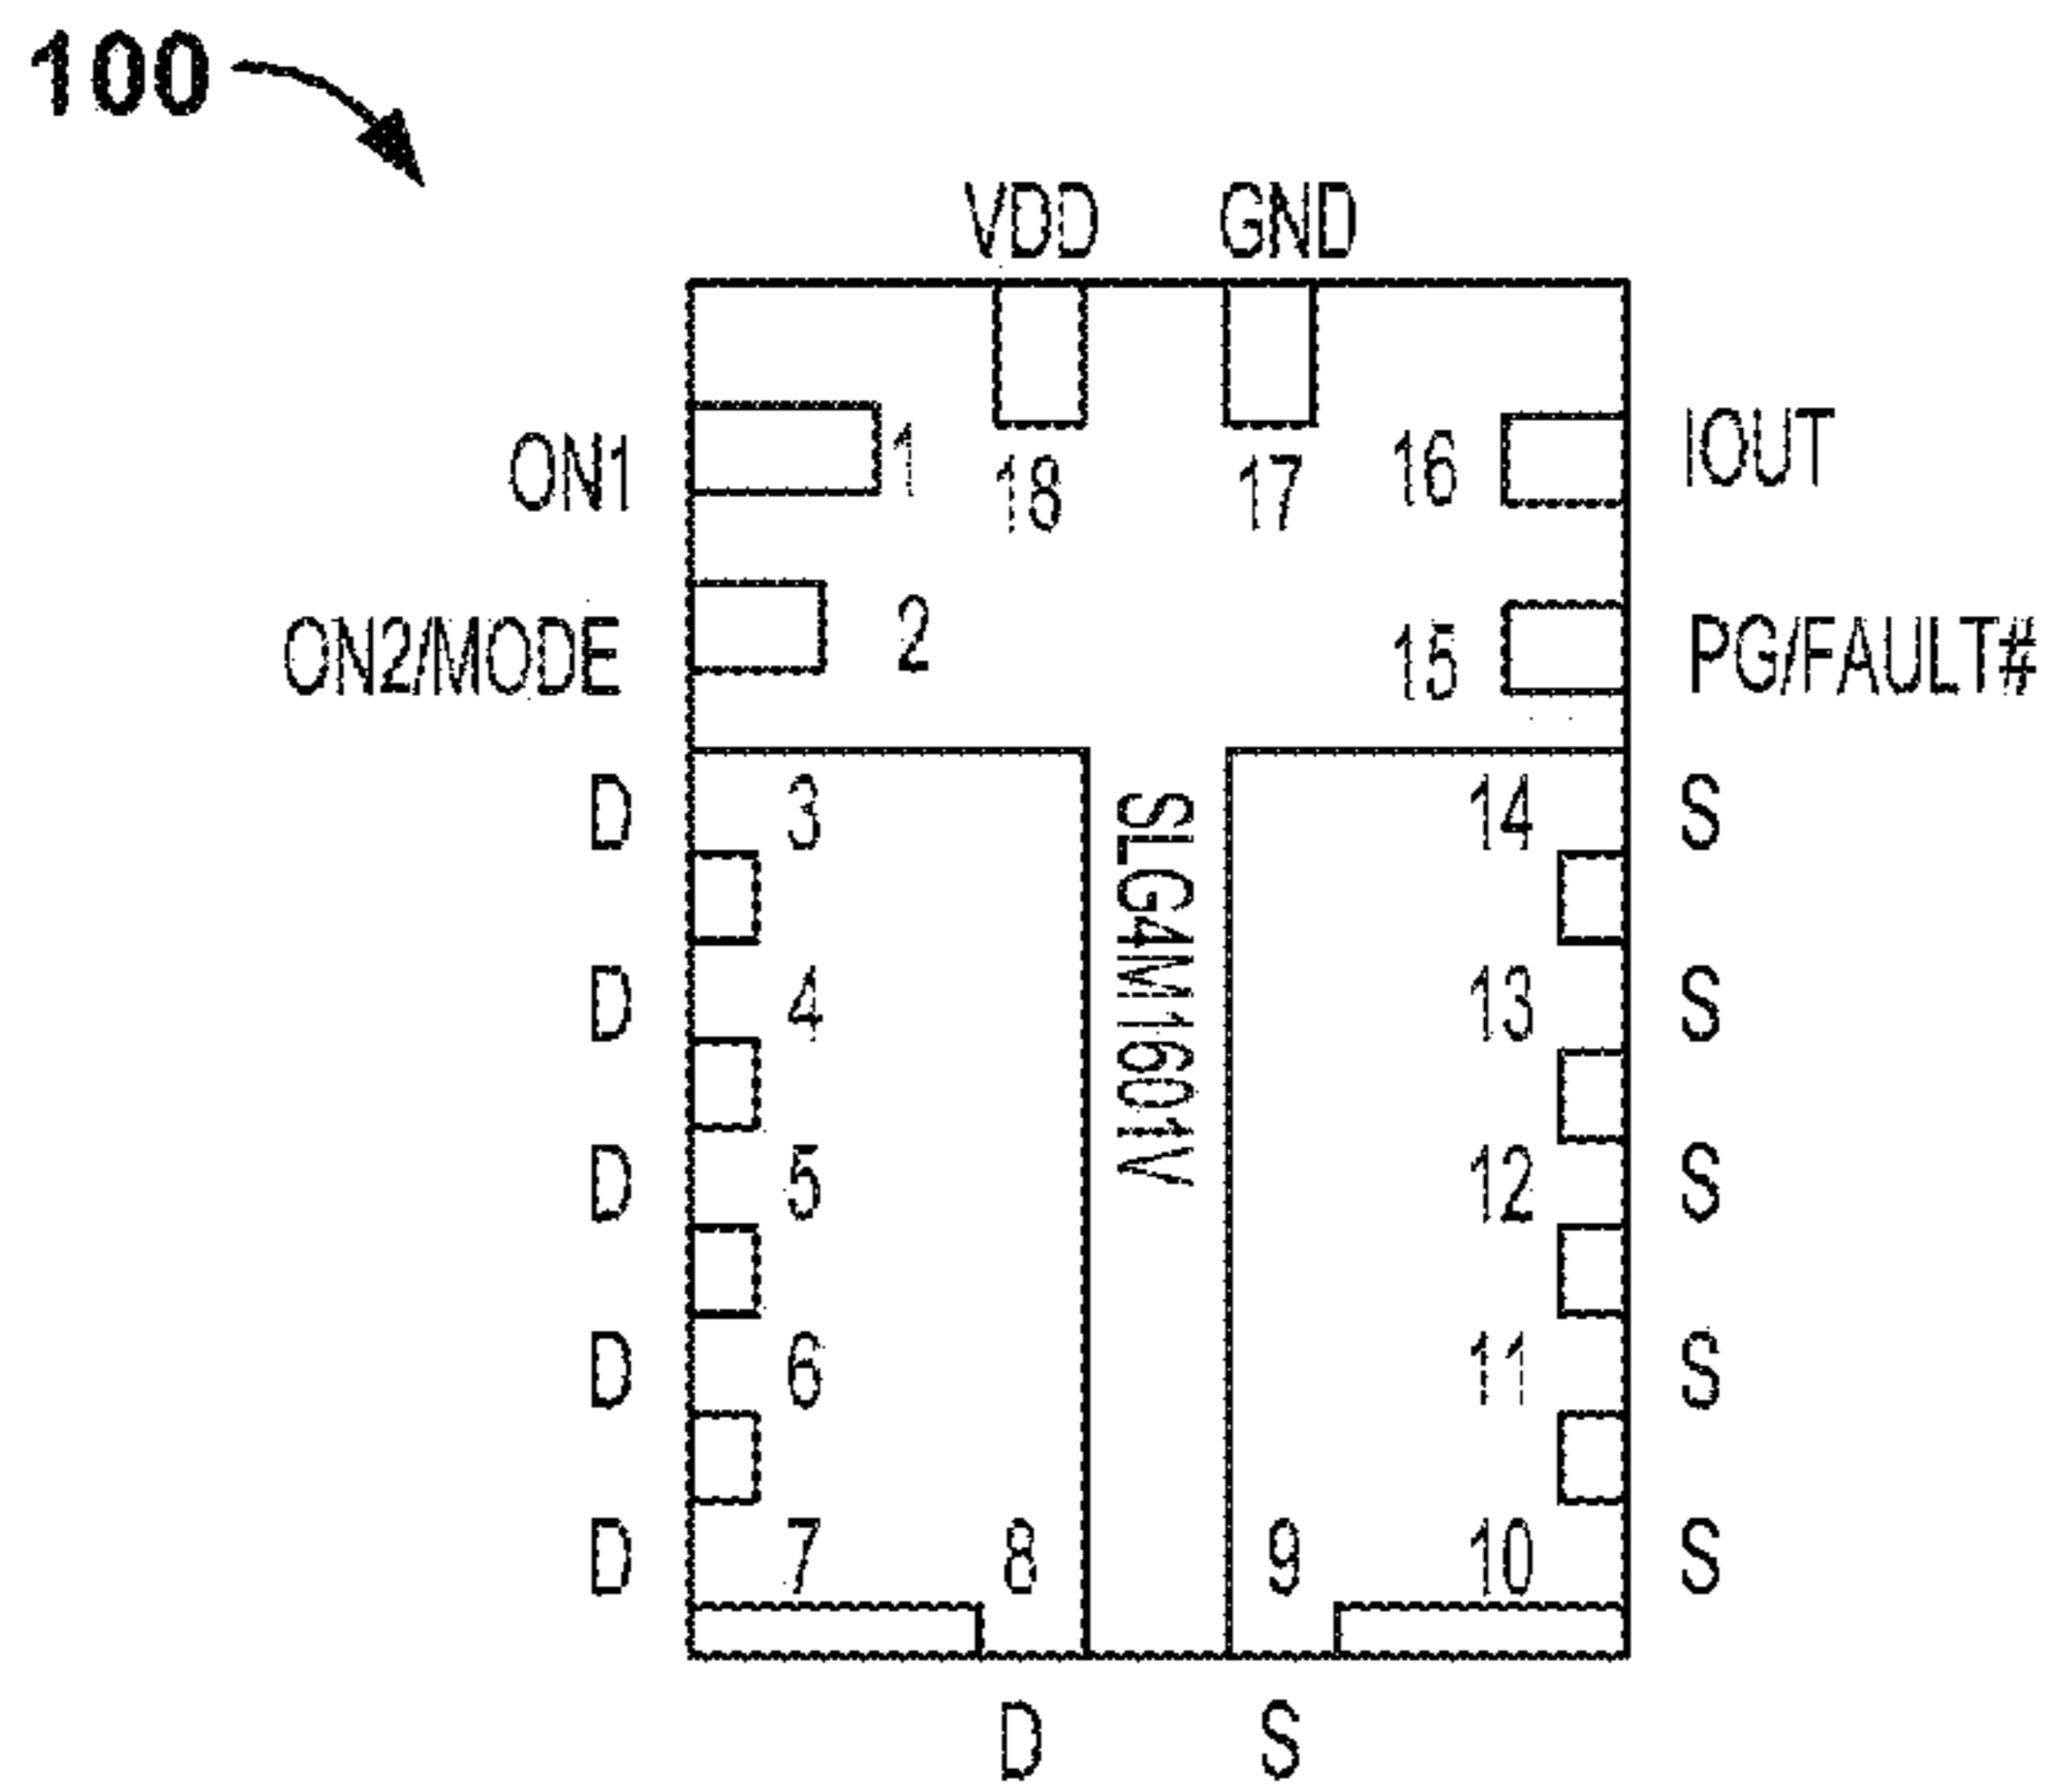 100
VDD GND
ON1 1 18 17 16 IOUT
ON2/MODE 2 15 PG/FAULT#
D 3 14 S
SLG4M1601V
D 4 13 S
D 5 12 S
D 6 11 S
D 7 8 9 10 S
D S